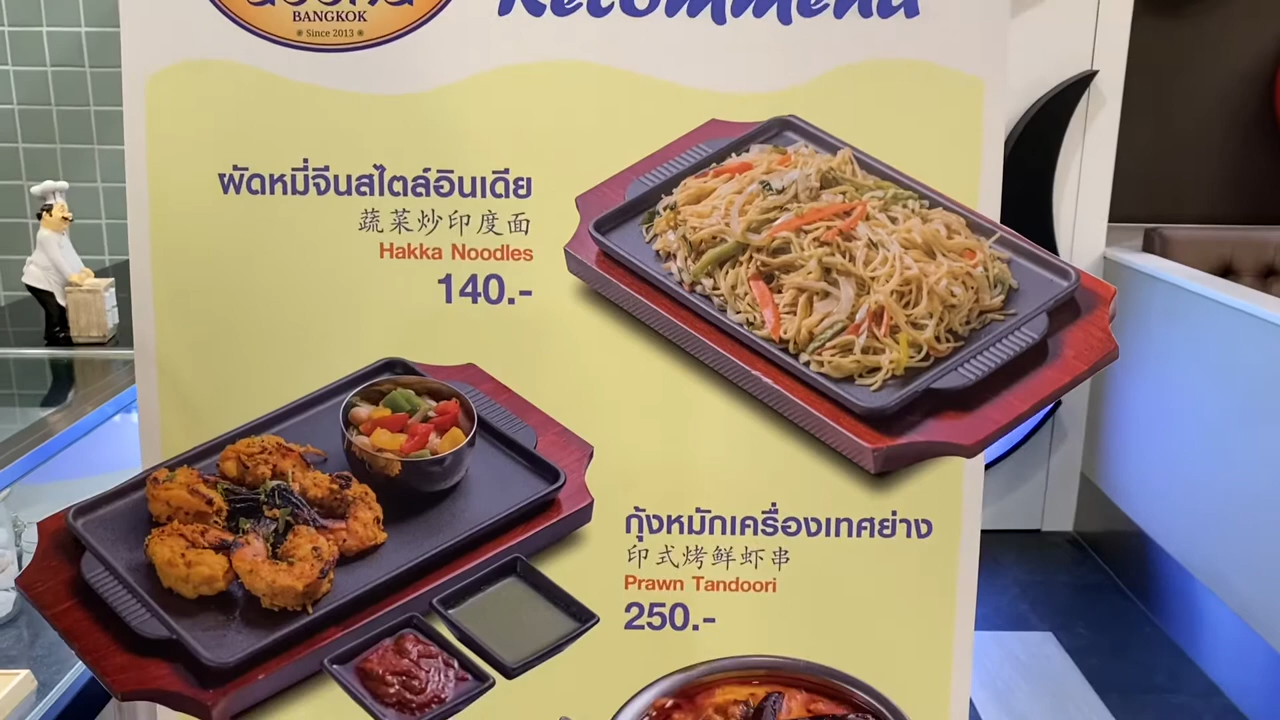 BANGKOK
Since 2013
Recommend
ผัดหมี่จีนสไตล์อินเดีย
蔬菜炒印度面
Hakka Noodles
140.-
กุ้งหมักเครื่องเทศย่าง
印式烤鲜虾串
Prawn Tandoori
250.-